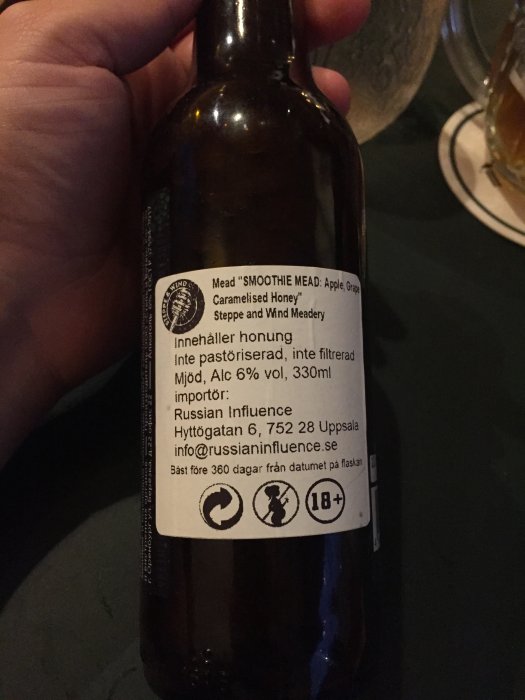 Mead "SMOOTHIE MEAD: Apple, Grape
Caramelised Honey"
Steppe and Wind Meadery
Innehåller honung
Inte pastöriserad, inte filtrerad
Mjöd, Alc 6% vol, 330ml
importör:
Russian Influence
Hyttögatan 6, 752 28 Uppsala
info@russianinfluence.se
Bäst före 360 dagar från datumet på flaskan
18+
STEPPE & WIND